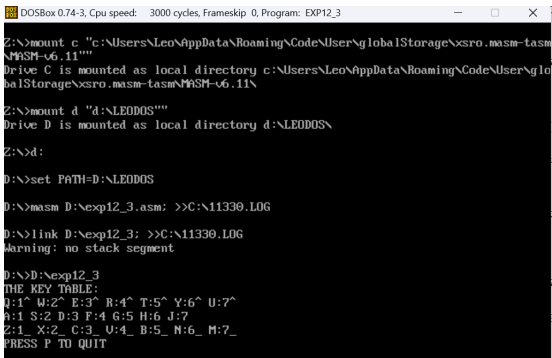 DOSBox 0.74-3, Cpu speed: 3000 cycles, Frameskip 0, Program: EXP12_3
Z:\>mount c "c:\Users\Leo\AppData\Roaming\Code\User\globalStorage\xsro.masm-tasm
\MASM-v6.11""
Drive C is mounted as local directory c:\Users\Leo\AppData\Roaming\Code\User\glo
balStorage\xsro.masm-tasm\MASM-v6.11\
Z:\>mount d "d:\LEODOS""
Drive D is mounted as local directory d:\LEODOS\
Z:\>d:
D:\>set PATH=D:\LEODOS
D:\>masm D:\exp12_3.asm; >>C:\11330.LOG
D:\>link D:\exp12_3; >>C:\11330.LOG
Warning: no stack segment
D:\>D:\exp12_3
THE KEY TABLE:
Q:1^ W:2^ E:3^ R:4^ T:5^ Y:6^ U:7^
A:1 S:2 D:3 F:4 G:5 H:6 J:7
Z:1_ X:2_ C:3_ V:4_ B:5_ N:6_ M:7_
PRESS P TO QUIT